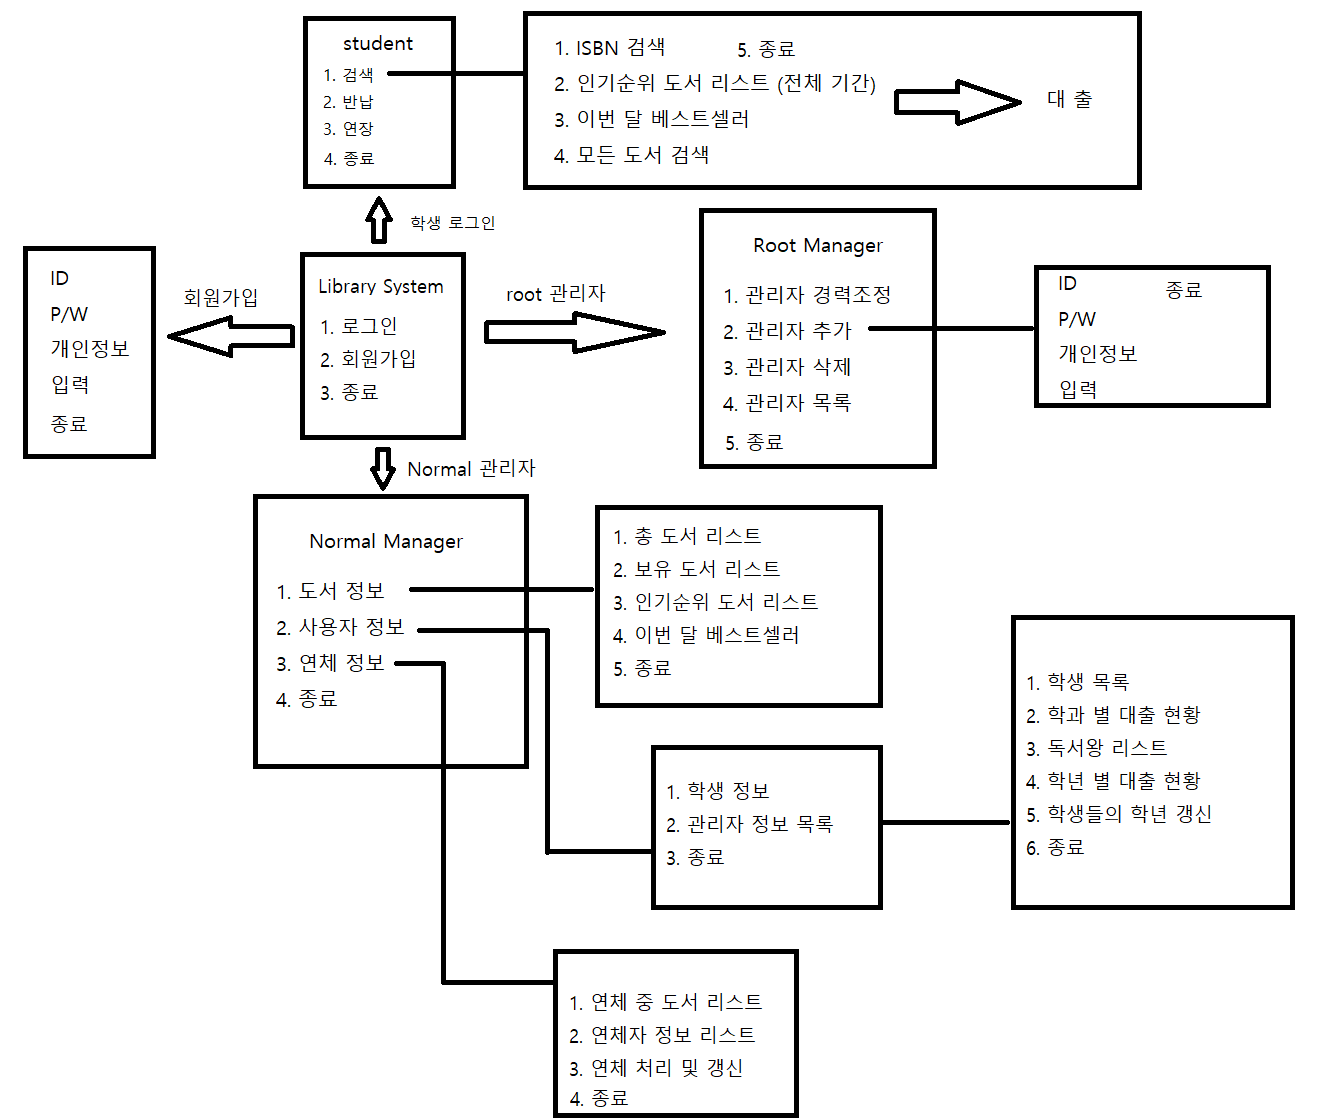 student
1. 검색
2. 반납
3. 연장
4. 종료
1. ISBN 검색
5. 종료
2. 인기순위 도서 리스트 (전체 기간)
3. 이번 달 베스트셀러
4. 모든 도서 검색
대 출
학생 로그인
ID
P/W
개인정보
입력
종료
회원가입
Library System
1. 로그인
2. 회원가입
3. 종료
root 관리자
Root Manager
1. 관리자 경력조정
2. 관리자 추가
3. 관리자 삭제
4. 관리자 목록
5. 종료
ID
종료
P/W
개인정보
입력
Normal 관리자
Normal Manager
1. 도서 정보
2. 사용자 정보
3. 연체 정보
4. 종료
1. 총 도서 리스트
2. 보유 도서 리스트
3. 인기순위 도서 리스트
4. 이번 달 베스트셀러
5. 종료
1. 학생 정보
2. 관리자 정보 목록
3. 종료
1. 학생 목록
2. 학과 별 대출 현황
3. 독서왕 리스트
4. 학년 별 대출 현황
5. 학생들의 학년 갱신
6. 종료
1. 연체 중 도서 리스트
2. 연체자 정보 리스트
3. 연체 처리 및 갱신
4. 종료